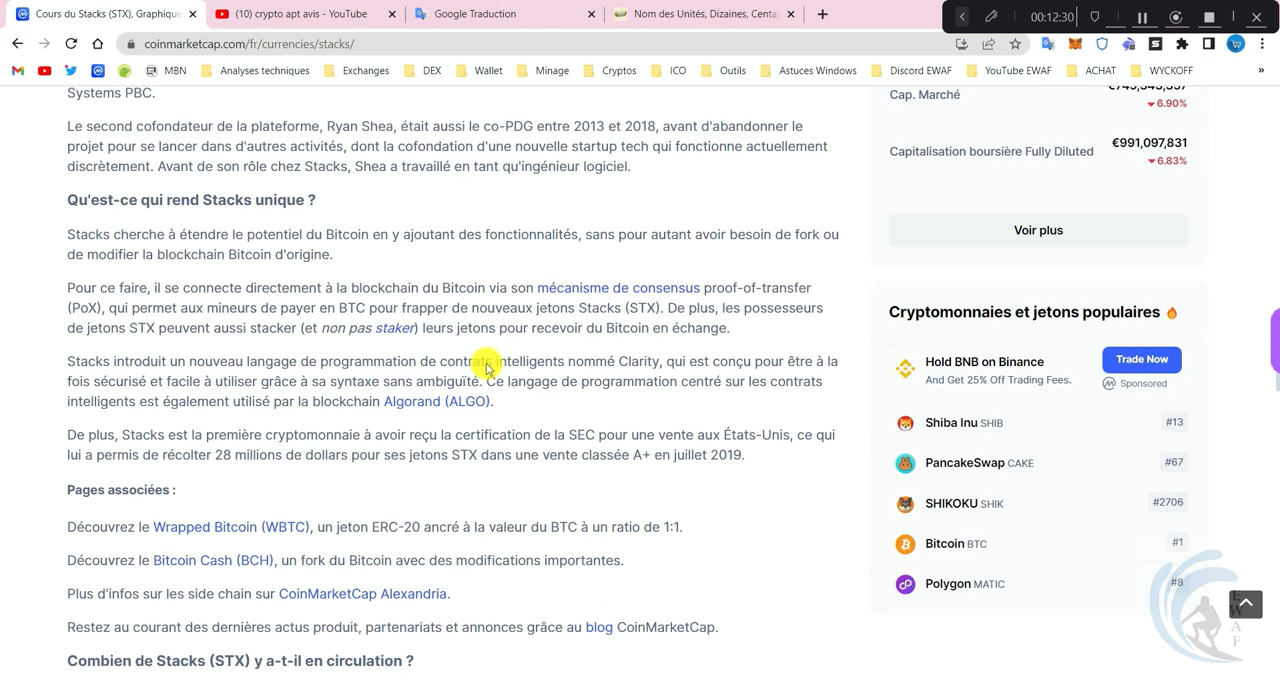 Cours du Stacks (STX), Graphique
(10) crypto apt avis - YouTube
Google Traduction
Nom des Unités, Dizaines, Centai
00:12:30
coinmarketcap.com/fr/currencies/stacks/
MBN
Analyses techniques
Exchanges
DEX
Wallet
Minage
Cryptos
ICO
Outils
Astuces Windows
Discord EWAF
YouTube EWAF
ACHAT
WYCKOFF
»
Systems PBC.
Le second cofondateur de la plateforme, Ryan Shea, était aussi le co-PDG entre 2013 et 2018, avant d'abandonner le
projet pour se lancer dans d'autres activités, dont la cofondation d'une nouvelle startup tech qui fonctionne actuellement
discrètement. Avant de son rôle chez Stacks, Shea a travaillé en tant qu'ingénieur logiciel.
Qu'est-ce qui rend Stacks unique ?
Stacks cherche à étendre le potentiel du Bitcoin en y ajoutant des fonctionnalités, sans pour autant avoir besoin de fork ou
de modifier la blockchain Bitcoin d'origine.
Pour ce faire, il se connecte directement à la blockchain du Bitcoin via son mécanisme de consensus proof-of-transfer
(PoX), qui permet aux mineurs de payer en BTC pour frapper de nouveaux jetons Stacks (STX). De plus, les possesseurs
de jetons STX peuvent aussi stacker (et non pas staker) leurs jetons pour recevoir du Bitcoin en échange.
Stacks introduit un nouveau langage de programmation de contrats intelligents nommé Clarity, qui est conçu pour être à la
fois sécurisé et facile à utiliser grâce à sa syntaxe sans ambiguïté. Ce langage de programmation centré sur les contrats
intelligents est également utilisé par la blockchain Algorand (ALGO).
De plus, Stacks est la première cryptomonnaie à avoir reçu la certification de la SEC pour une vente aux États-Unis, ce qui
lui a permis de récolter 28 millions de dollars pour ses jetons STX dans une vente classée A+ en juillet 2019.
Pages associées :
Découvrez le Wrapped Bitcoin (WBTC), un jeton ERC-20 ancré à la valeur du BTC à un ratio de 1:1.
Découvrez le Bitcoin Cash (BCH), un fork du Bitcoin avec des modifications importantes.
Plus d'infos sur les side chain sur CoinMarketCap Alexandria.
Restez au courant des dernières actus produit, partenariats et annonces grâce au blog CoinMarketCap.
Combien de Stacks (STX) y a-t-il en circulation ?
Cap. Marché
6.90%
Capitalisation boursière Fully Diluted
€991,097,831
6.83%
Voir plus
Cryptomonnaies et jetons populaires
Hold BNB on Binance
And Get 25% Off Trading Fees.
Trade Now
Sponsored
Shiba Inu SHIB
#13
PancakeSwap CAKE
#67
SHIKOKU SHIK
#2706
Bitcoin BTC
#1
Polygon MATIC
#8
E
W
A
F